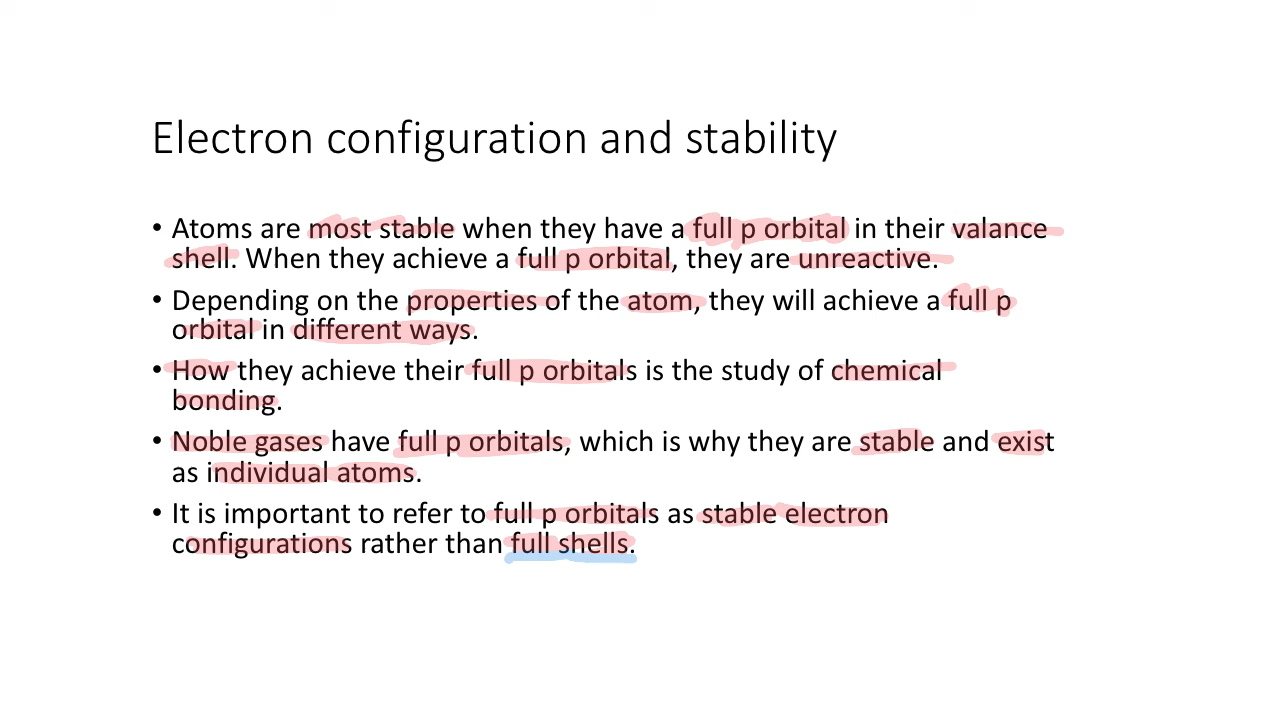 Electron configuration and stability
• Atoms are most stable when they have a full p orbital in their valance
shell. When they achieve a full p orbital, they are unreactive.
• Depending on the properties of the atom, they will achieve a full p
orbital in different ways.
• How they achieve their full p orbitals is the study of chemical
bonding.
• Noble gases have full p orbitals, which is why they are stable and exist
as individual atoms.
• It is important to refer to full p orbitals as stable electron
configurations rather than full shells.